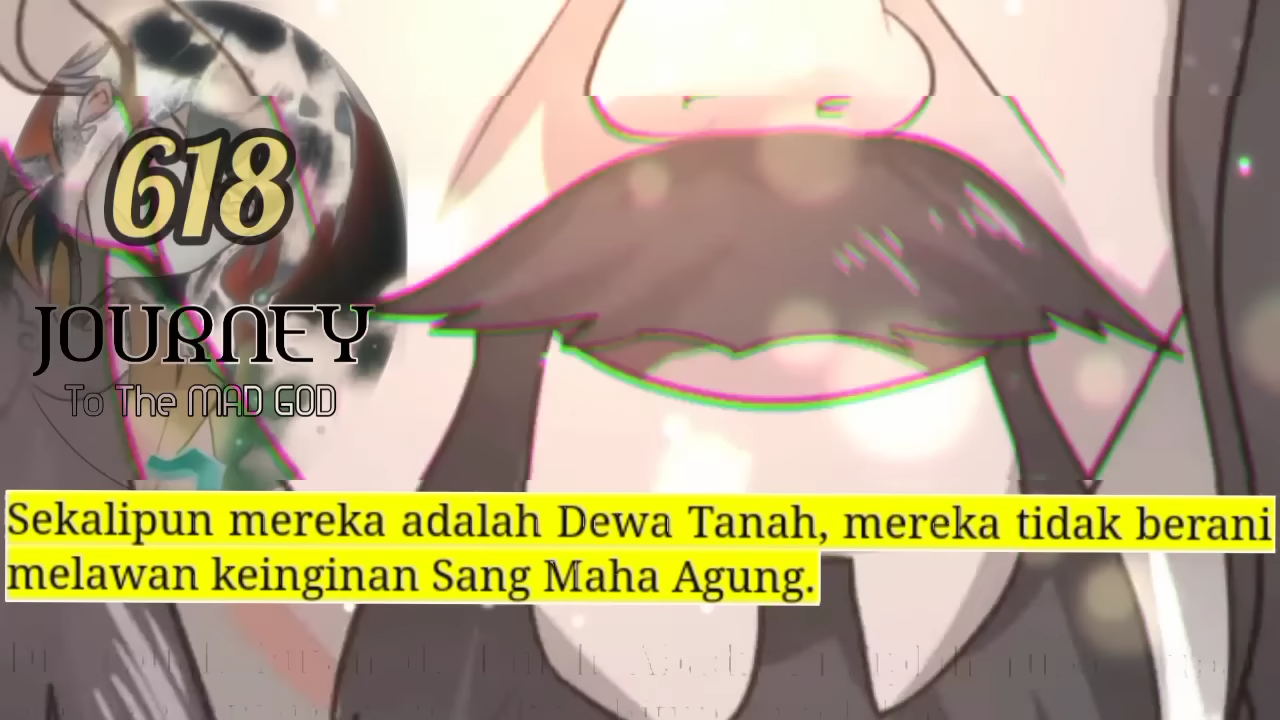 618
JOURNEY
To The MAD GOD
Sekalipun mereka adalah Dewa Tanah, mereka tidak berani
melawan keinginan Sang Maha Agung.